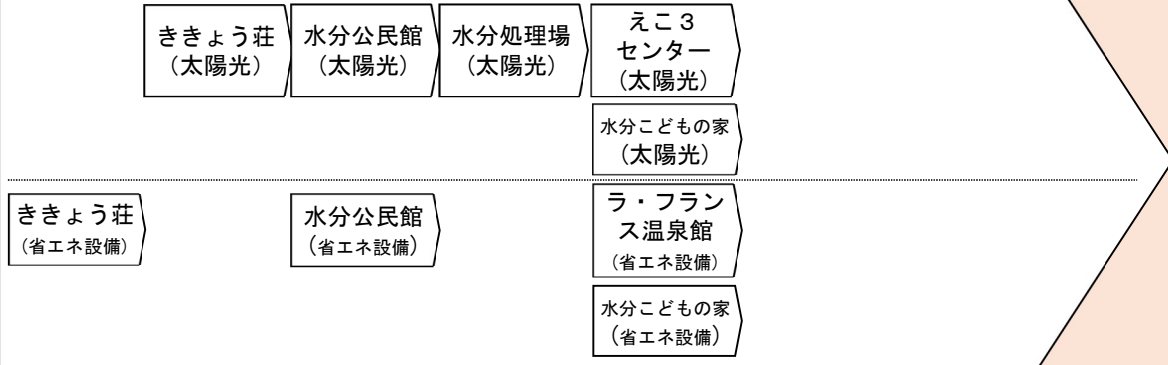 ききょう荘
（太陽光）
水分公民館
（太陽光）
水分処理場
（太陽光）
えこ３
センター
（太陽光）
水分こどもの家
（太陽光）
ききょう荘
（省エネ設備）
水分公民館
（省エネ設備）
ラ・フラン
ス温泉館
（省エネ設備）
水分こどもの家
（省エネ設備）